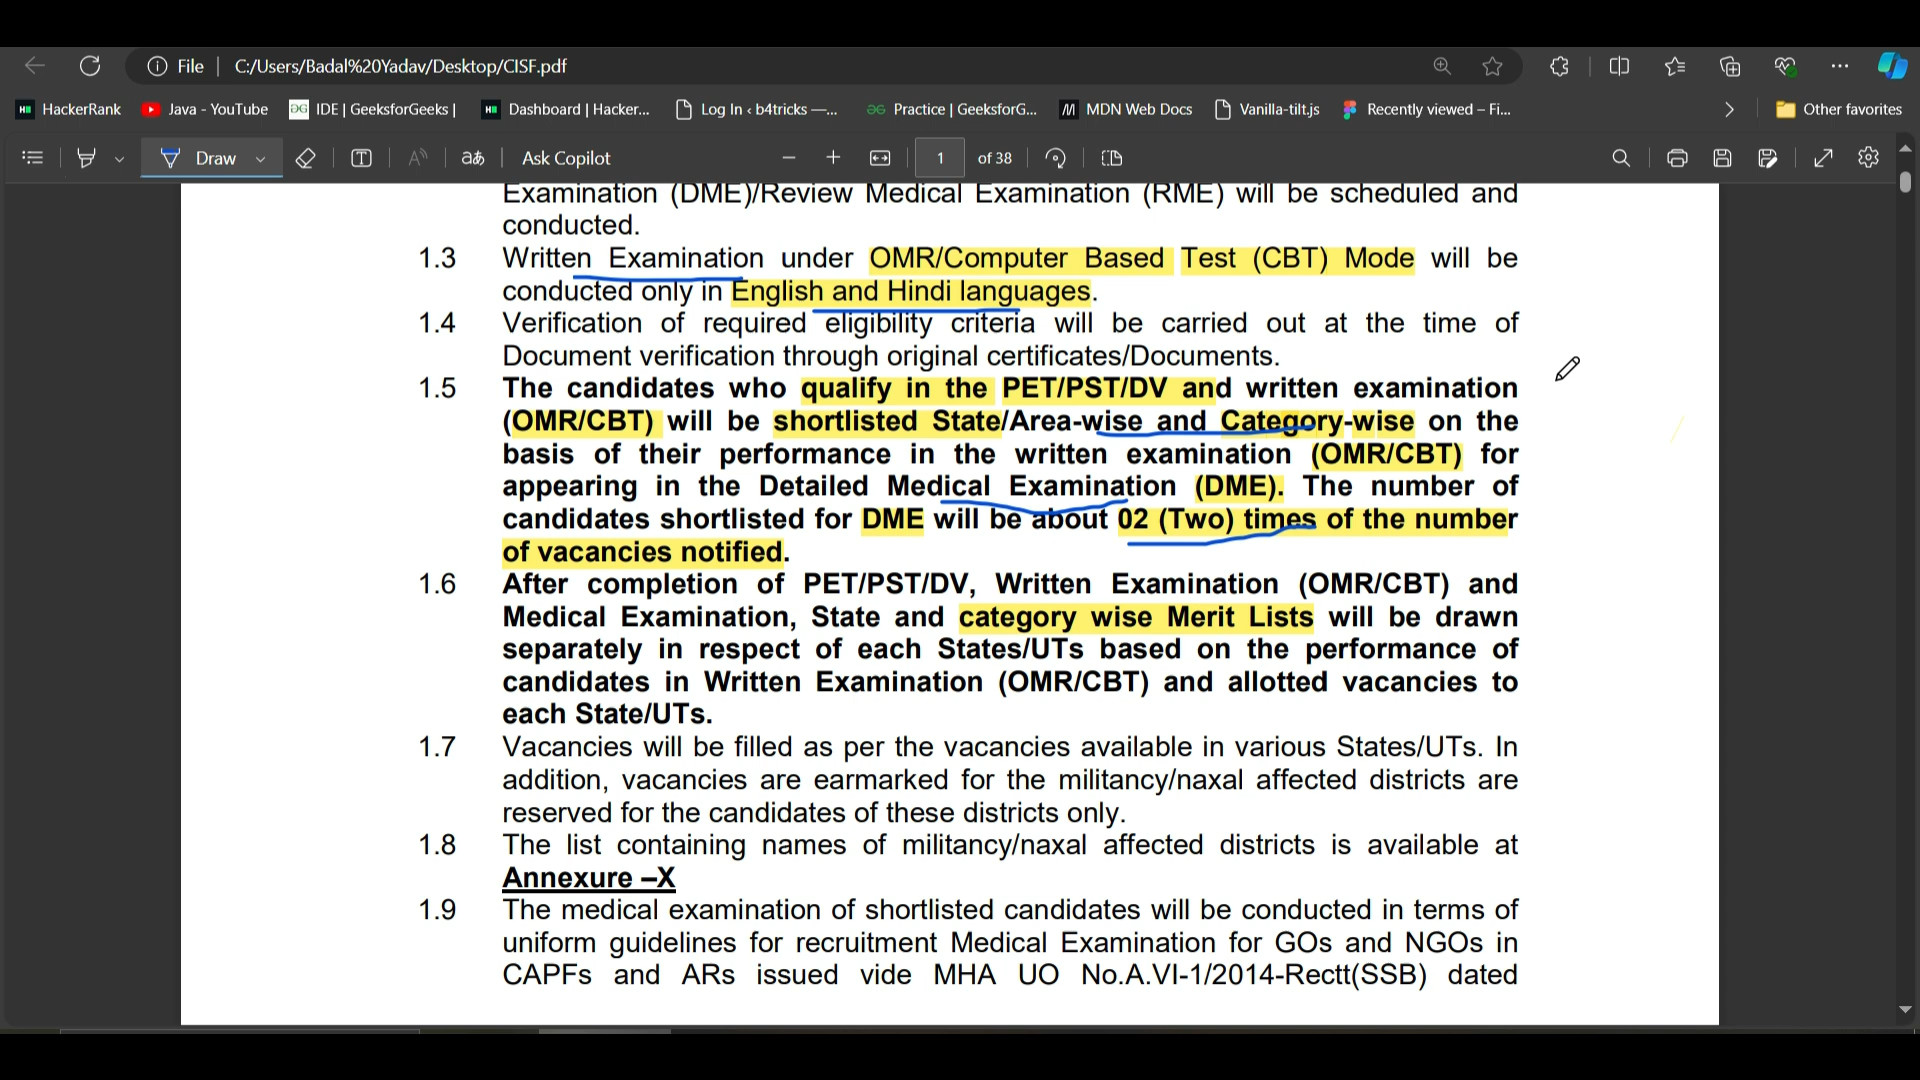 File C:/Users/Badal%20Yadav/Desktop/CISF.pdf
HackerRank Java - YouTube IDE | GeeksforGeeks | Dashboard | Hacker... Log In ‹ b4tricks —... Practice | GeeksforG... MDN Web Docs Vanilla-tilt.js Recently viewed – Fi... Other favorites
Draw aあ Ask Copilot 1 of 38
Examination (DME)/Review Medical Examination (RME) will be scheduled and
conducted.
1.3 Written Examination under OMR/Computer Based Test (CBT) Mode will be
conducted only in English and Hindi languages.
1.4 Verification of required eligibility criteria will be carried out at the time of
Document verification through original certificates/Documents.
1.5 The candidates who qualify in the PET/PST/DV and written examination
(OMR/CBT) will be shortlisted State/Area-wise and Category-wise on the
basis of their performance in the written examination (OMR/CBT) for
appearing in the Detailed Medical Examination (DME). The number of
candidates shortlisted for DME will be about 02 (Two) times of the number
of vacancies notified.
1.6 After completion of PET/PST/DV, Written Examination (OMR/CBT) and
Medical Examination, State and category wise Merit Lists will be drawn
separately in respect of each States/UTs based on the performance of
candidates in Written Examination (OMR/CBT) and allotted vacancies to
each State/UTs.
1.7 Vacancies will be filled as per the vacancies available in various States/UTs. In
addition, vacancies are earmarked for the militancy/naxal affected districts are
reserved for the candidates of these districts only.
1.8 The list containing names of militancy/naxal affected districts is available at
Annexure –X
1.9 The medical examination of shortlisted candidates will be conducted in terms of
uniform guidelines for recruitment Medical Examination for GOs and NGOs in
CAPFs and ARs issued vide MHA UO No.A.VI-1/2014-Rectt(SSB) dated